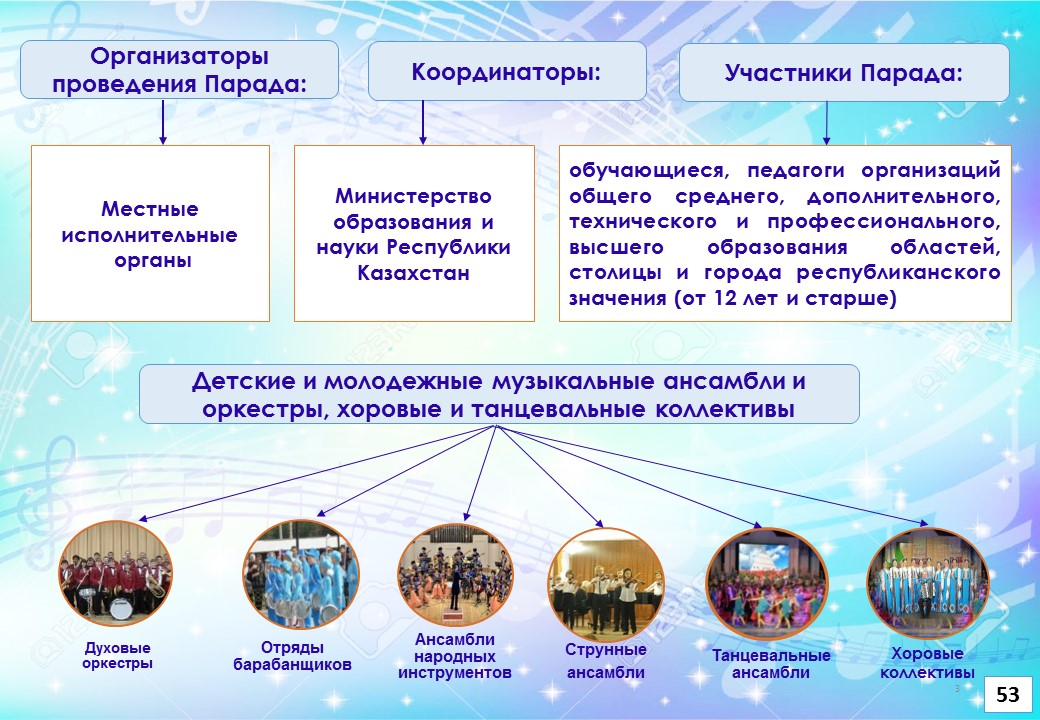 Организаторы
проведения Парада:
Координаторы:
Участники Парада:
Местные
исполнительные
органы
Министерство
образования и
науки Республики
Казахстан
обучающиеся, педагоги организаций
общего среднего, дополнительного,
технического и профессионального,
высшего образования областей,
столицы и города республиканского
значения (от 12 лет и старше)
Детские и молодежные музыкальные ансамбли и
оркестры, хоровые и танцевальные коллективы
Духовые
оркестры
Отряды
барабанщиков
Ансамбли
народных
инструментов
Струнные
ансамбли
Танцевальные
ансамбли
Хоровые
коллективы
3
53